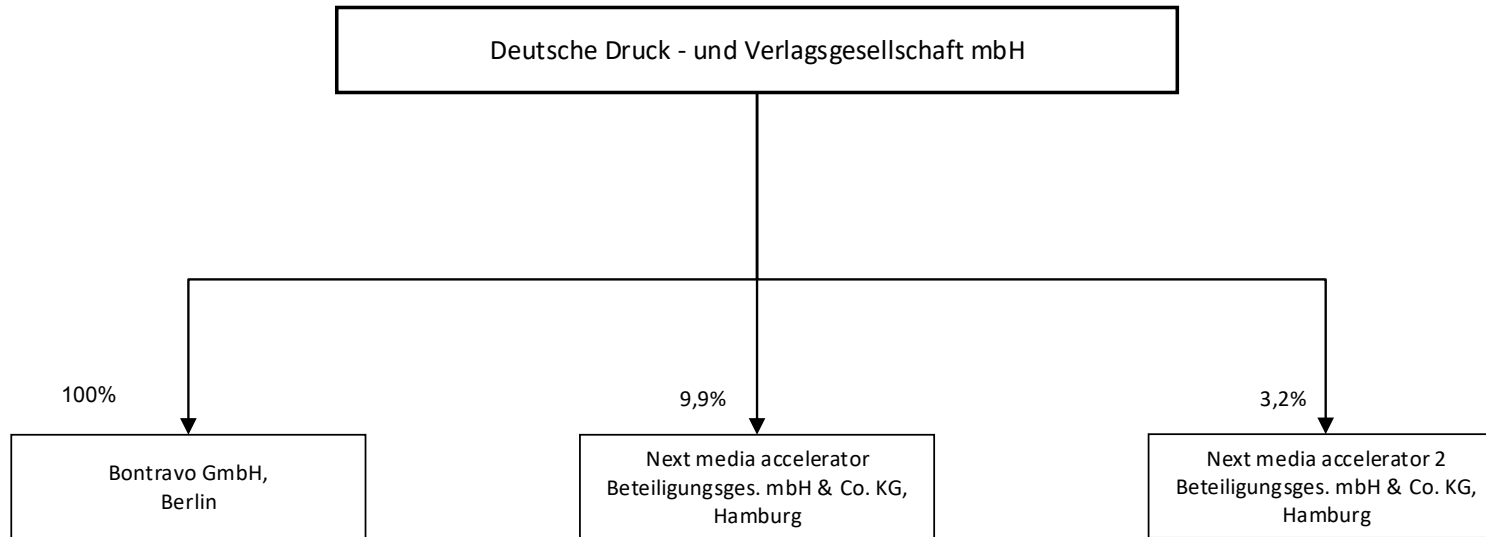 Deutsche Druck - und Verlagsgesellschaft mbH
100%
9,9%
3,2%
Bontravo GmbH,
Berlin
Next media accelerator
Beteiligungsges. mbH & Co. KG,
Hamburg
Next media accelerator 2
Beteiligungsges. mbH & Co. KG,
Hamburg